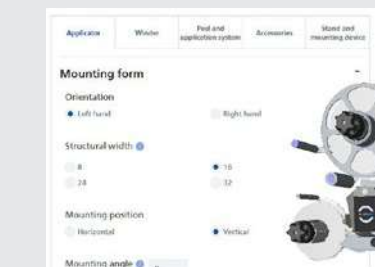 Applicator Winder Peel and application system Accessories Stand and mounting device
Mounting form
Orientation
Left hand Right hand
Structural width
8 16
24 32
Mounting position
Horizontal Vertical
Mounting angle